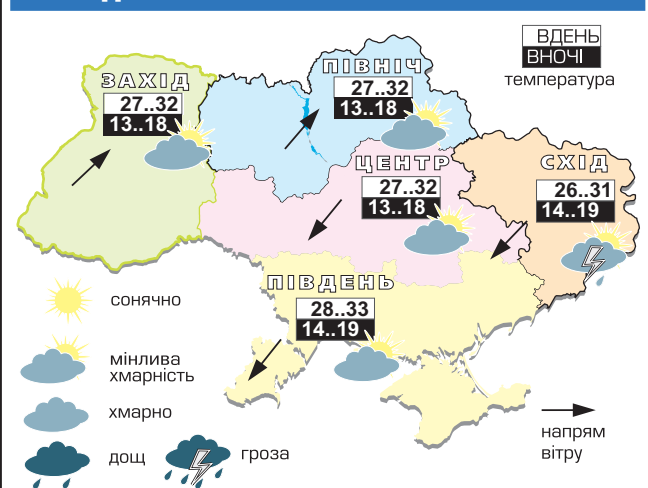 ВДЕНЬ
ВНОЧІ
температура
ЗАХІД
27..32
13..18
ПІВНІЧ
27..32
13..18
ЦЕНТР
27..32
13..18
СХІД
26..31
14..19
ПІВДЕНЬ
28..33
14..19
сонячно
мінлива
хмарність
хмарно
дощ
гроза
напрям
вітру